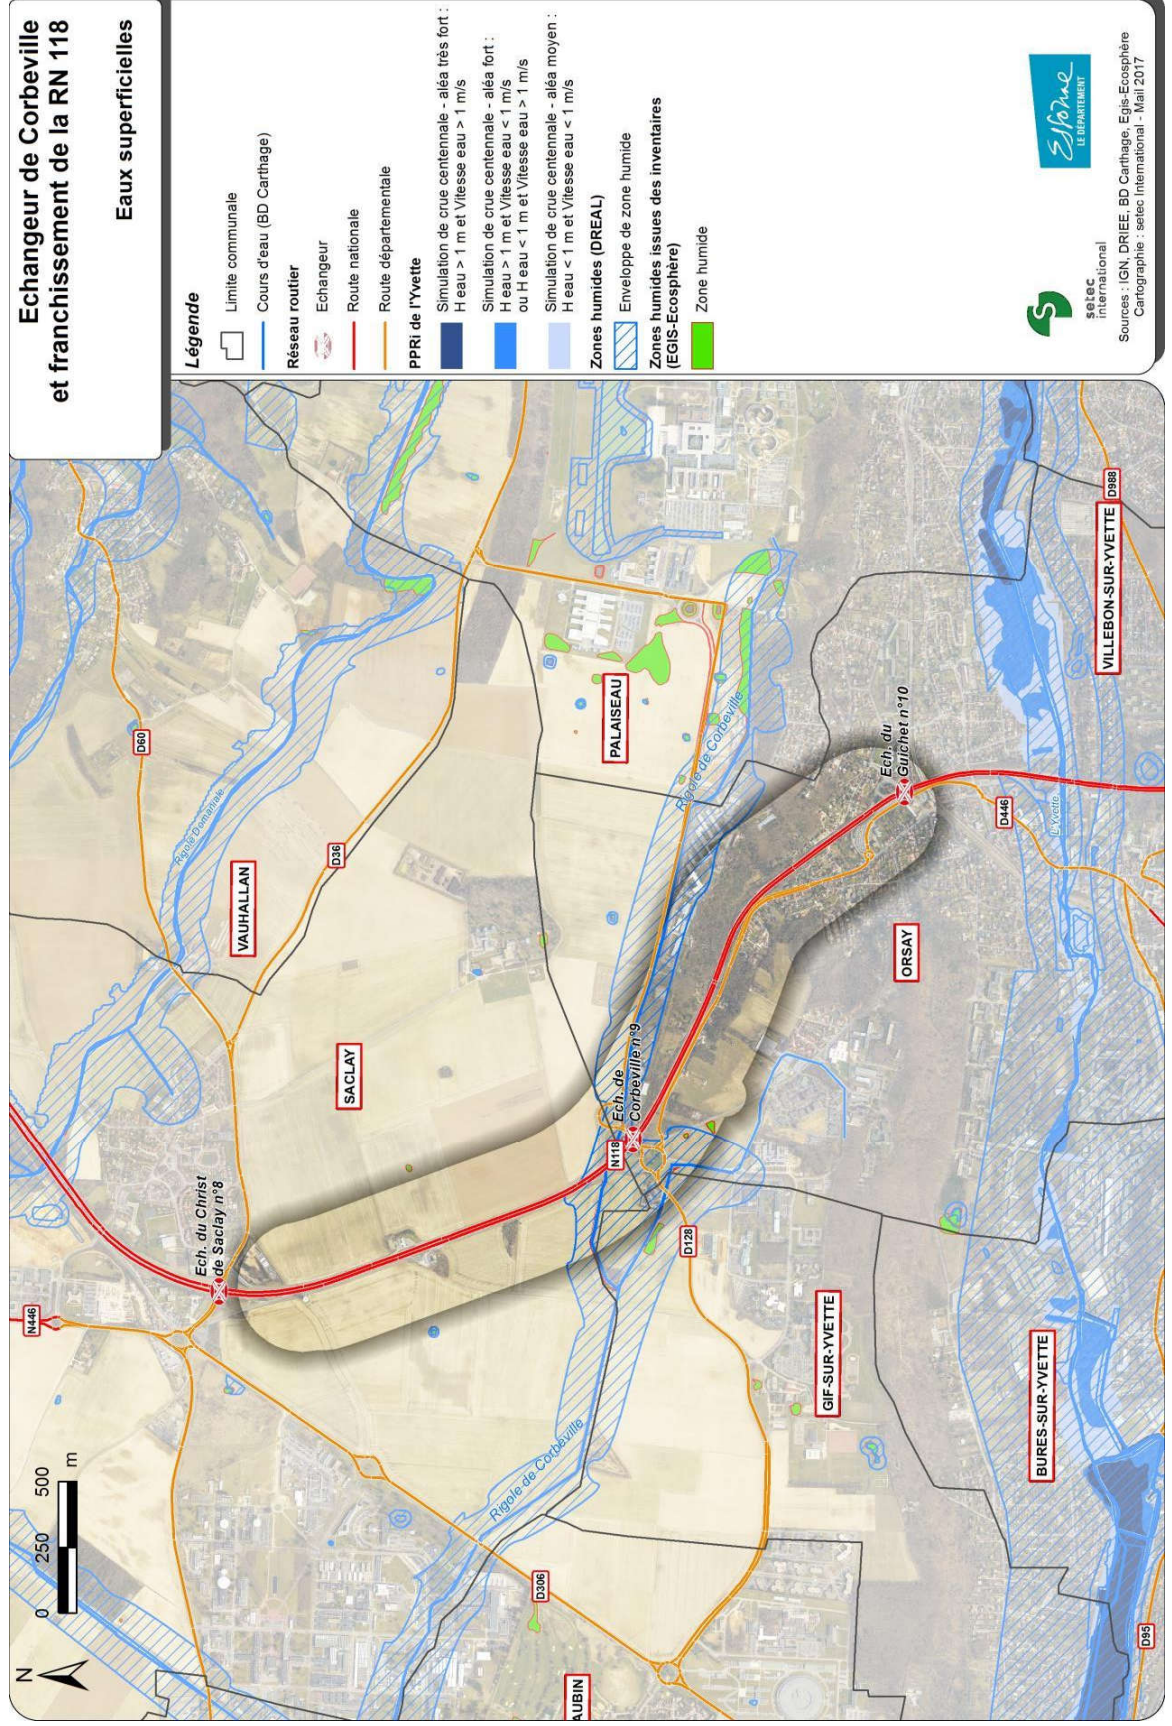 Echangeur de Corbeville
et franchissement de la RN 118
Eaux superficielles
Légende
Limite communale
Cours d'eau (BD Carthage)
Réseau routier
Echangeur
Route nationale
Route départementale
PPRi de l'Yvette
Simulation de crue centennale - aléa très fort :
H eau > 1 m et Vitesse eau > 1 m/s
Simulation de crue centennale - aléa fort :
H eau > 1 m et Vitesse eau < 1 m/s
ou H eau < 1 m et Vitesse eau > 1 m/s
Simulation de crue centennale - aléa moyen :
H eau < 1 m et Vitesse eau < 1 m/s
Zones humides (DREAL)
Enveloppe de zone humide
Zones humides issues des inventaires
(EGIS-Ecosphère)
Zone humide
setec
international
Essonne
LE DÉPARTEMENT
Sources : IGN, DRIEE, BD Carthage, Egis-Ecosphère
Cartographie : setec International - Mail 2017
N
0 250 500
m
N446
Ech. du Christ
de Saclay n°8
D60
Rigole Domaniale
VAUHALLAN
D36
SACLAY
D306
AUBIN
Rigole de Corbeville
N118
Ech. de
Corbeville n°9
D128
PALAISEAU
Rigole de Corbeville
GIF-SUR-YVETTE
Ech. du
Guichet n°10
ORSAY
D446
L'Yvette
BURES-SUR-YVETTE
VILLEBON-SUR-YVETTE
D988
D95